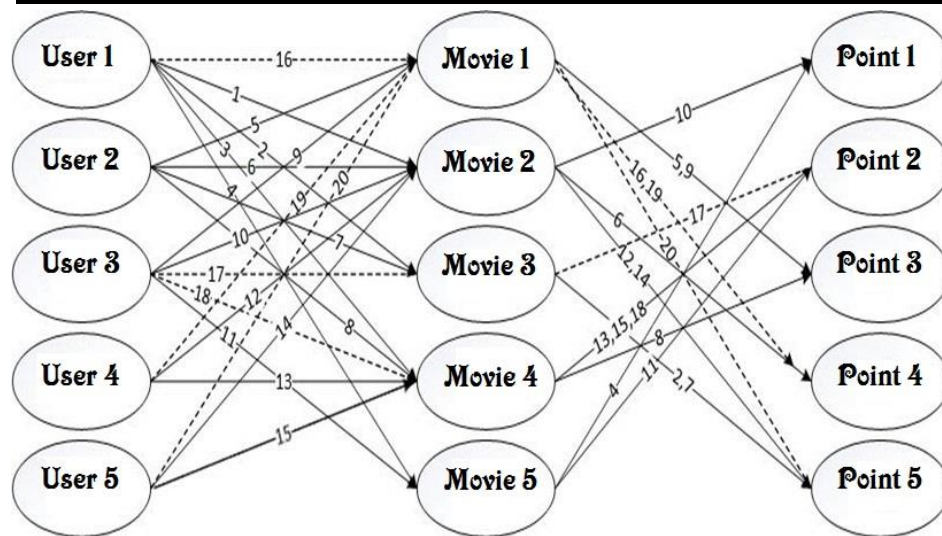 User 1
Movie 1
Point 1
16
1
5
3
2
9
10
User 2
Movie 2
Point 2
6
4
20
19
16,19
5,9
6
17
10
7
User 3
Movie 3
Point 3
17
18
12
12,14
20
11
14
8
13,15,18
8
User 4
Movie 4
Point 4
13
4
11
2,7
15
User 5
Movie 5
Point 5